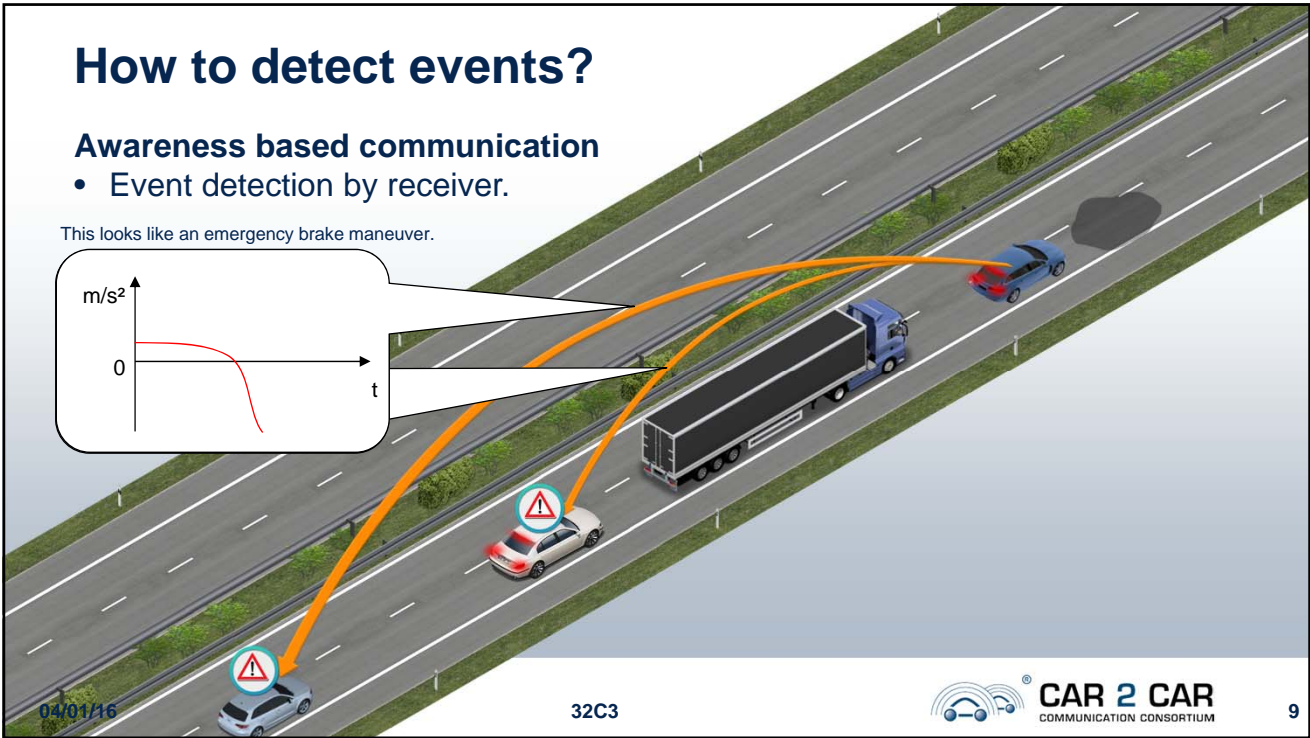 How to detect events?
Awareness based communication
• Event detection by receiver.
This looks like an emergency brake maneuver.
m/s²
0
t
04/01/16
32C3
® CAR 2 CAR
COMMUNICATION CONSORTIUM
9